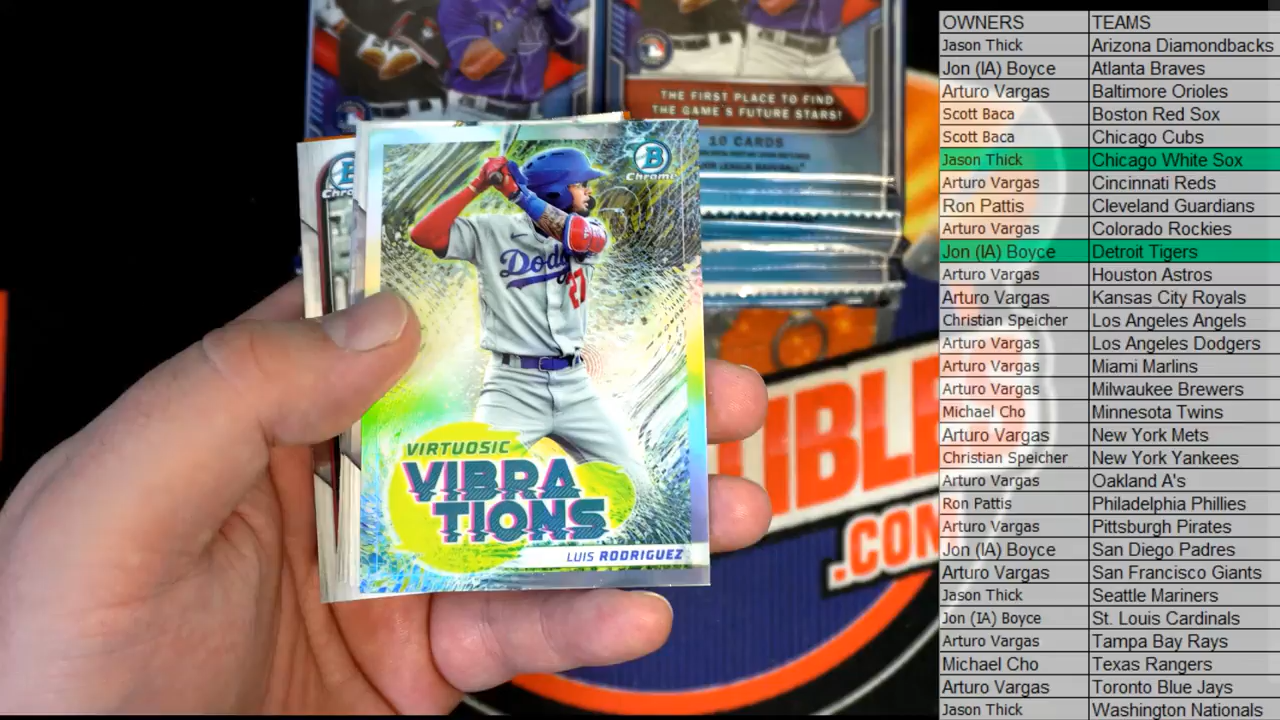 THE FIRST PLACE TO FIND
THE GAME'S FUTURE STARS!
10 CARDS
B
Chrome
Dodg
27
VIRTUOSIC
VIBRA
TIONS
LUIS RODRIGUEZ
IBLE
.COM
OWNERS TEAMS
Jason Thick Arizona Diamondbacks
Jon (IA) Boyce Atlanta Braves
Arturo Vargas Baltimore Orioles
Scott Baca Boston Red Sox
Scott Baca Chicago Cubs
Jason Thick Chicago White Sox
Arturo Vargas Cincinnati Reds
Ron Pattis Cleveland Guardians
Arturo Vargas Colorado Rockies
Jon (IA) Boyce Detroit Tigers
Arturo Vargas Houston Astros
Arturo Vargas Kansas City Royals
Christian Speicher Los Angeles Angels
Arturo Vargas Los Angeles Dodgers
Arturo Vargas Miami Marlins
Arturo Vargas Milwaukee Brewers
Michael Cho Minnesota Twins
Arturo Vargas New York Mets
Christian Speicher New York Yankees
Arturo Vargas Oakland A's
Ron Pattis Philadelphia Phillies
Arturo Vargas Pittsburgh Pirates
Jon (IA) Boyce San Diego Padres
Arturo Vargas San Francisco Giants
Jason Thick Seattle Mariners
Jon (IA) Boyce St. Louis Cardinals
Arturo Vargas Tampa Bay Rays
Michael Cho Texas Rangers
Arturo Vargas Toronto Blue Jays
Jason Thick Washington Nationals